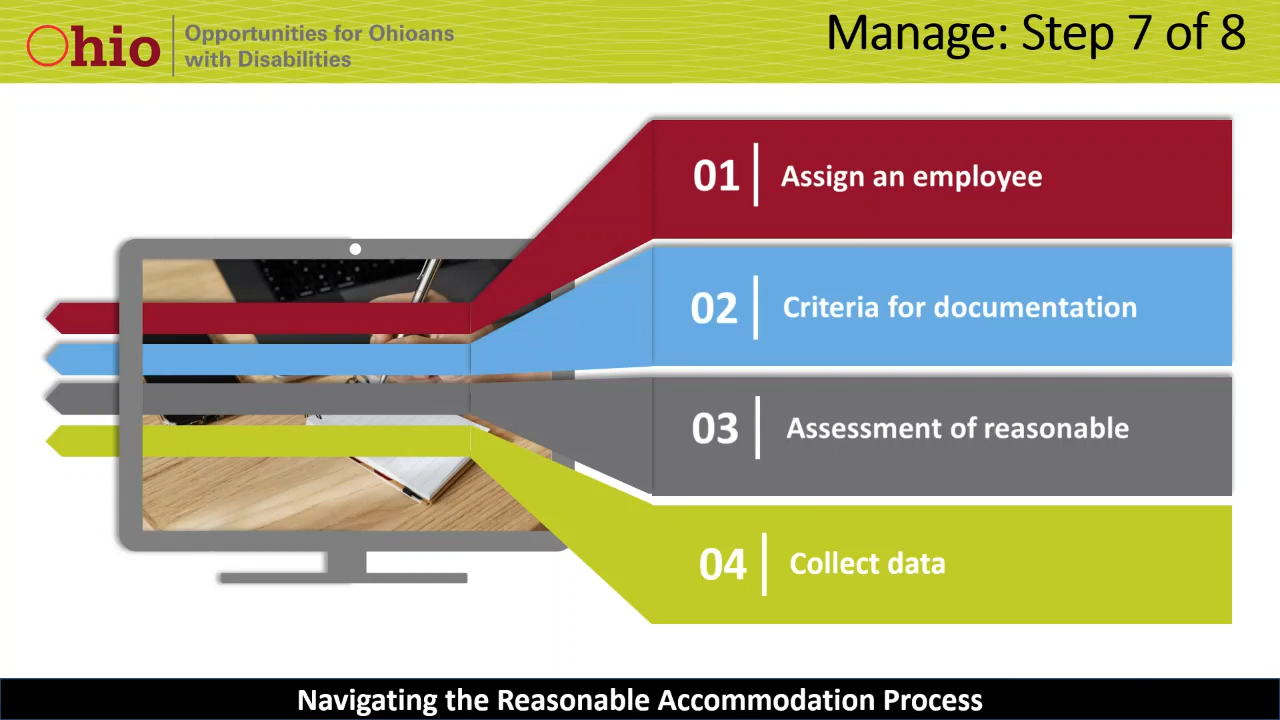 Ohio
Opportunities for Ohioans
with Disabilities
Manage: Step 7 of 8
01 Assign an employee
02 Criteria for documentation
03 Assessment of reasonable
04 Collect data
Navigating the Reasonable Accommodation Process